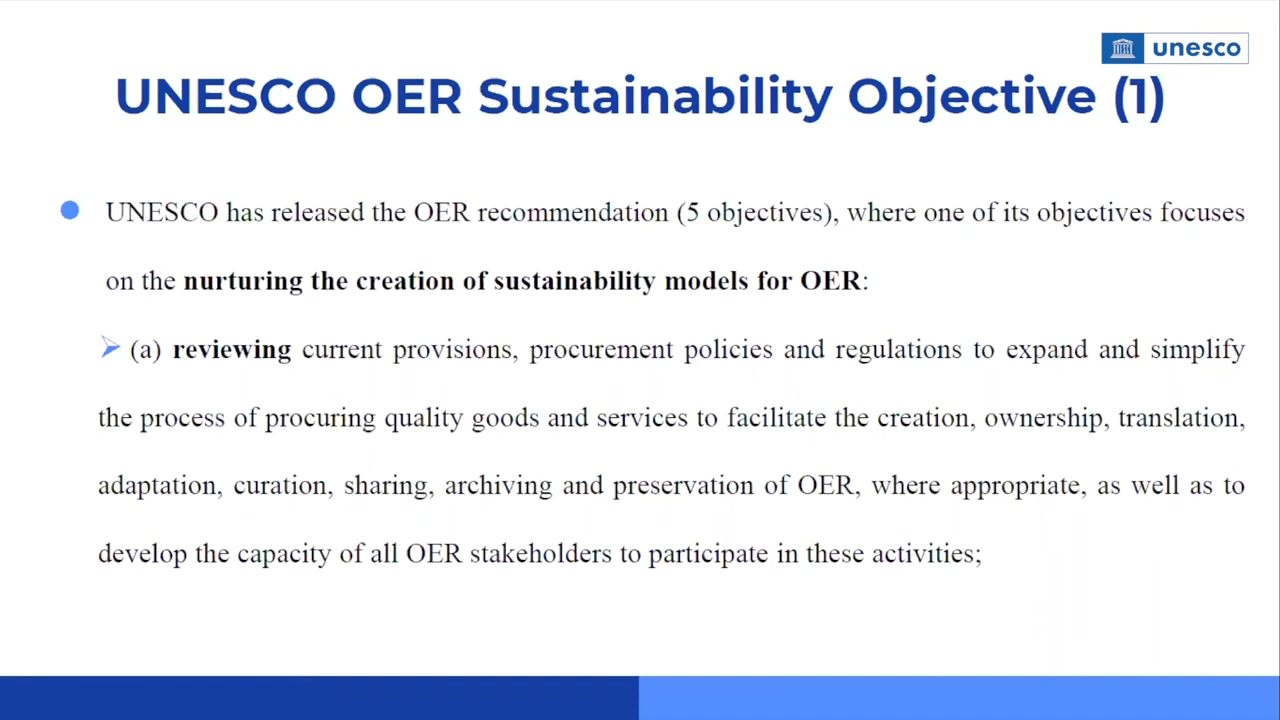 unesco
UNESCO OER Sustainability Objective (1)
UNESCO has released the OER recommendation (5 objectives), where one of its objectives focuses
on the nurturing the creation of sustainability models for OER:
(a) reviewing current provisions, procurement policies and regulations to expand and simplify
the process of procuring quality goods and services to facilitate the creation, ownership, translation,
adaptation, curation, sharing, archiving and preservation of OER, where appropriate, as well as to
develop the capacity of all OER stakeholders to participate in these activities;